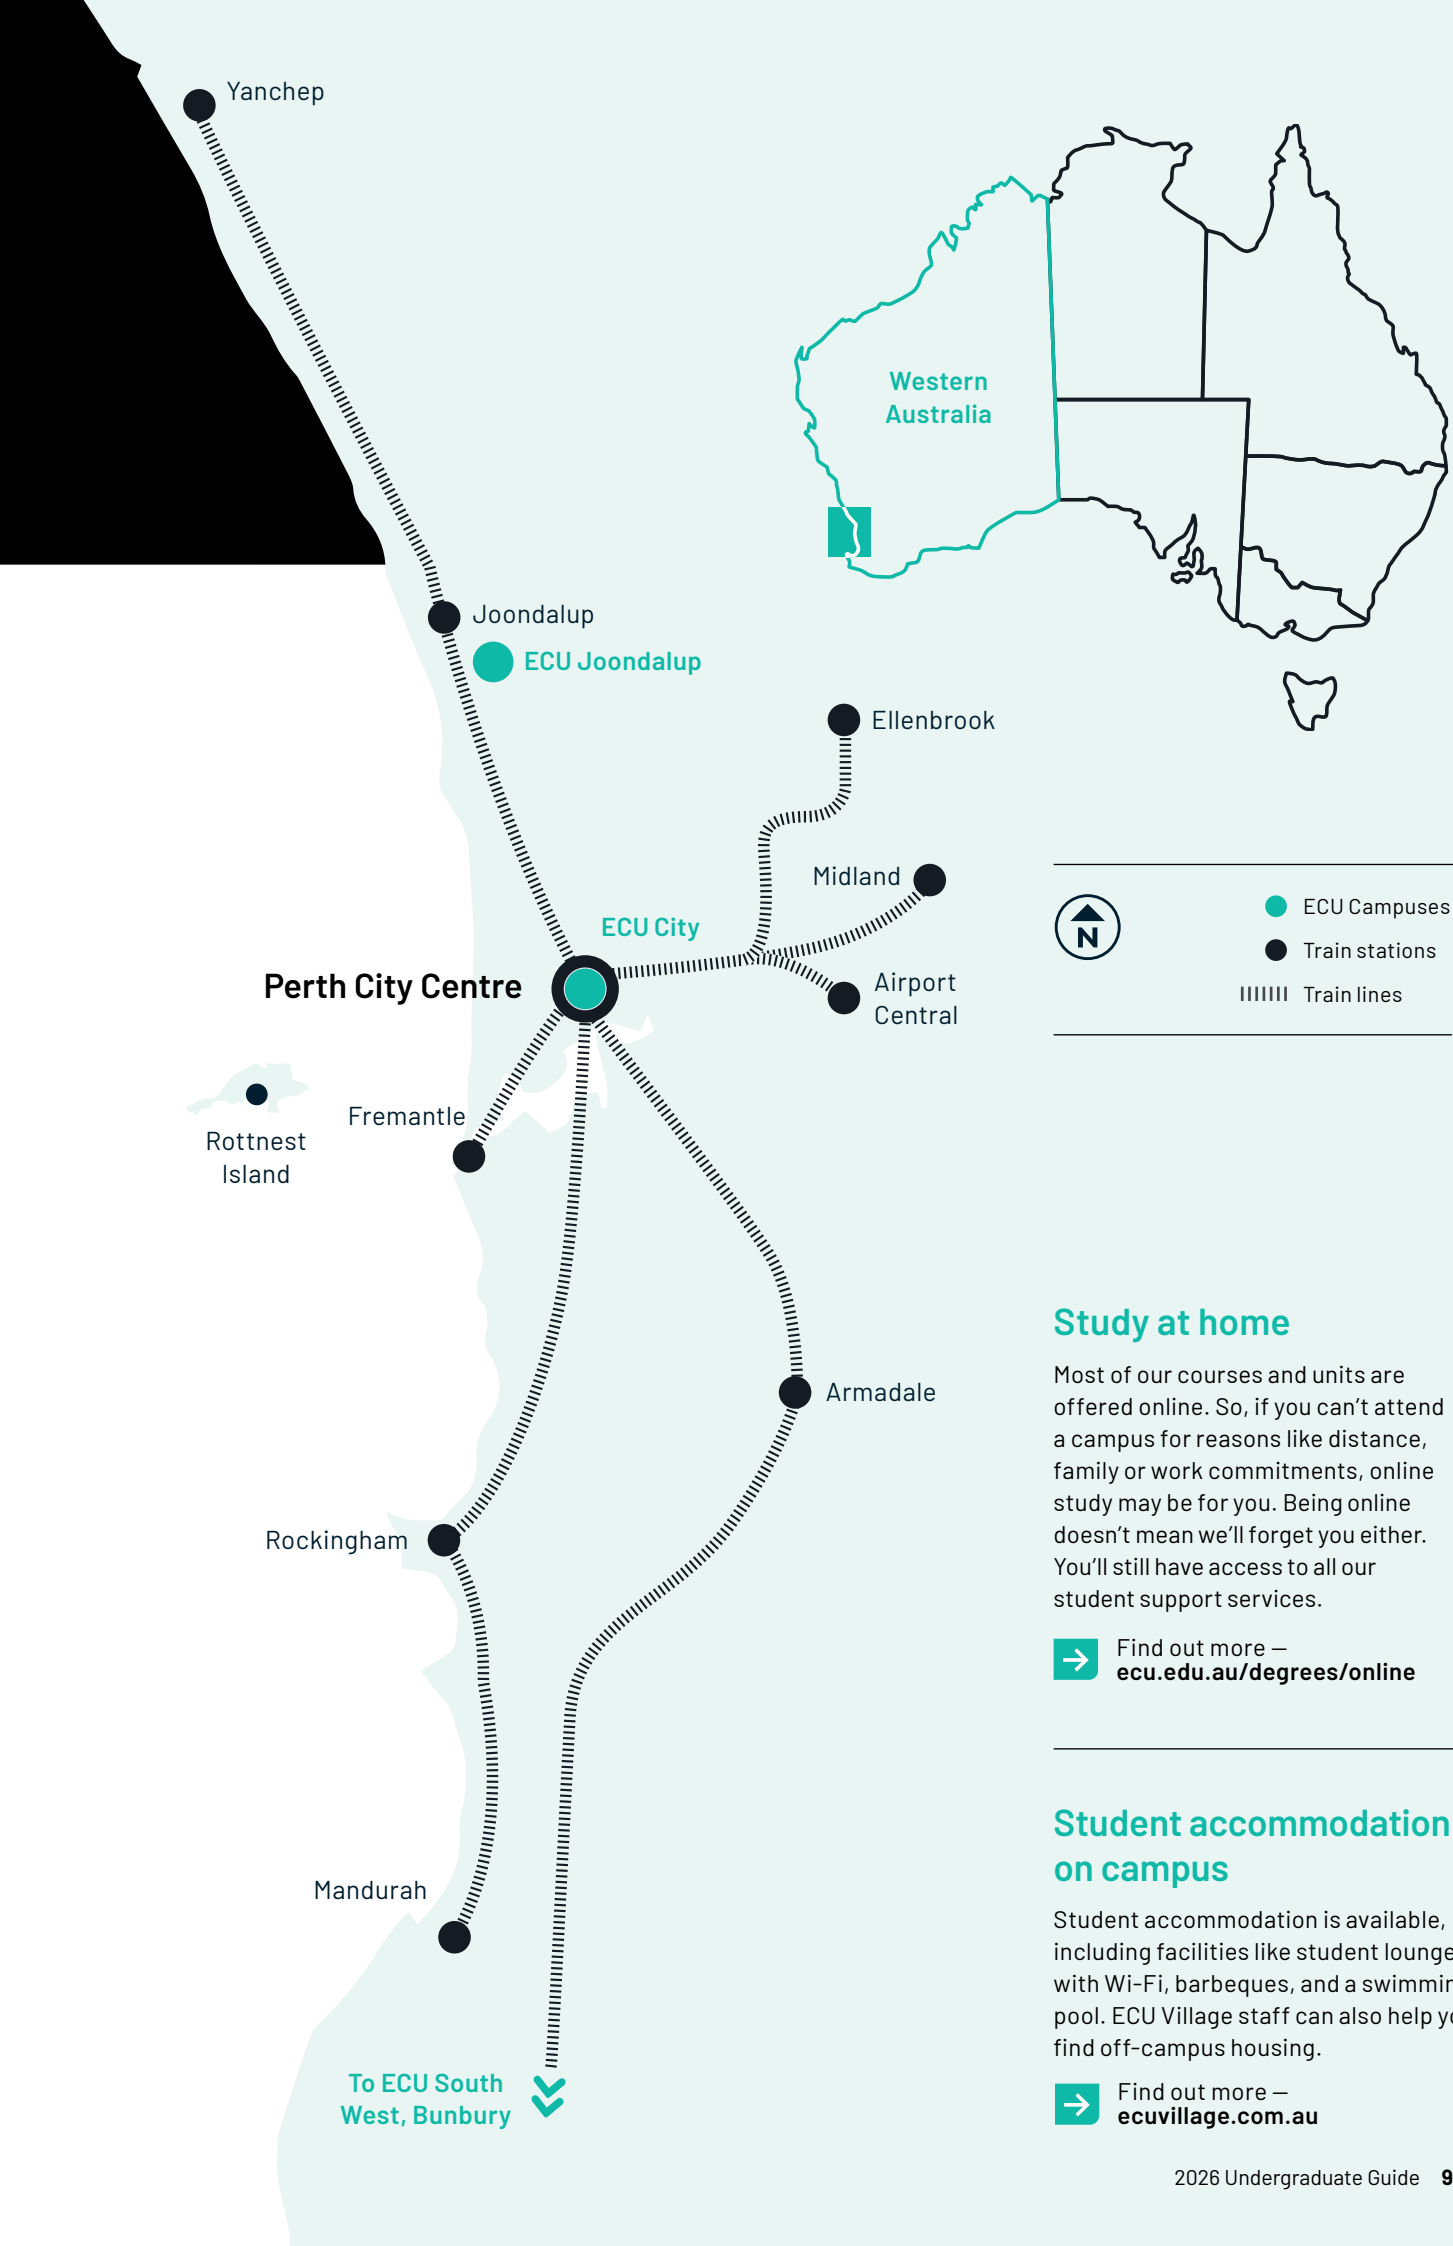 Yanchep
Western
Australia
Joondalup
ECU Joondalup
Ellenbrook
Midland
ECU City
Perth City Centre
Airport
Central
N
ECU Campuses
Train stations
Train lines
Fremantle
Rottnest
Island
Armadale
Rockingham
Mandurah
To ECU South
West, Bunbury
Study at home
Most of our courses and units are
offered online. So, if you can’t attend
a campus for reasons like distance,
family or work commitments, online
study may be for you. Being online
doesn’t mean we’ll forget you either.
You’ll still have access to all our
student support services.
Find out more —
ecu.edu.au/degrees/online
Student accommodation
on campus
Student accommodation is available,
including facilities like student lounge
with Wi-Fi, barbeques, and a swimmin
pool. ECU Village staff can also help yo
find off-campus housing.
Find out more —
ecuvillage.com.au
2026 Undergraduate Guide 9